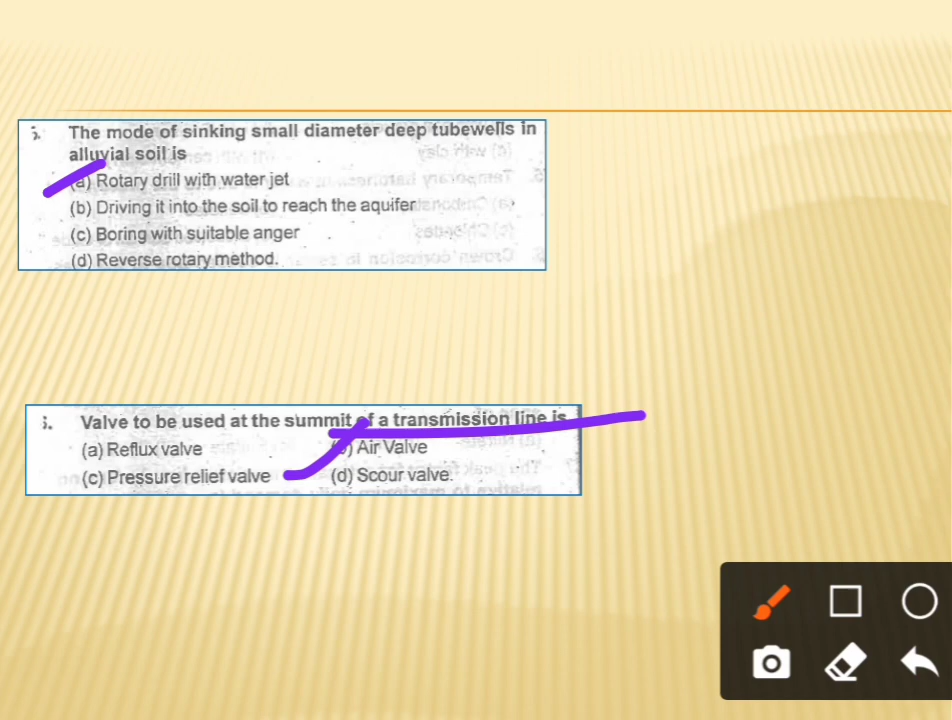 The mode of sinking small diameter deep tubewells in
alluvial soil is
(a) Rotary drill with water jet
(b) Driving it into the soil to reach the aquifer
(c) Boring with suitable anger
(d) Reverse rotary method.
Valve to be used at the summit of a transmission line is
(a) Reflux valve (b) Air Valve
(c) Pressure relief valve (d) Scour valve.